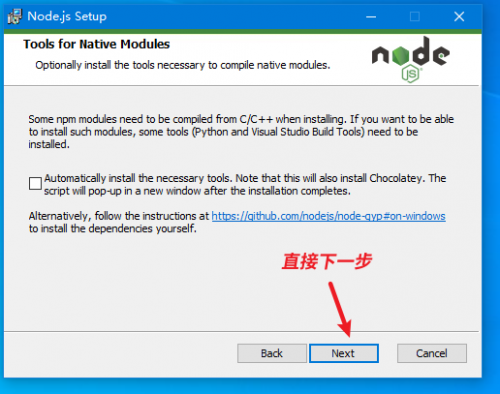 Node.js Setup
Tools for Native Modules
Optionally install the tools necessary to compile native modules.
node
JS
Some npm modules need to be compiled from C/C++ when installing. If you want to be able
to install such modules, some tools (Python and Visual Studio Build Tools) need to be
installed.
Automatically install the necessary tools. Note that this will also install Chocolatey. The
script will pop-up in a new window after the installation completes.
Alternatively, follow the instructions at https://github.com/nodejs/node-gyp#on-windows
to install the dependencies yourself.
直接下一步
Back Next Cancel